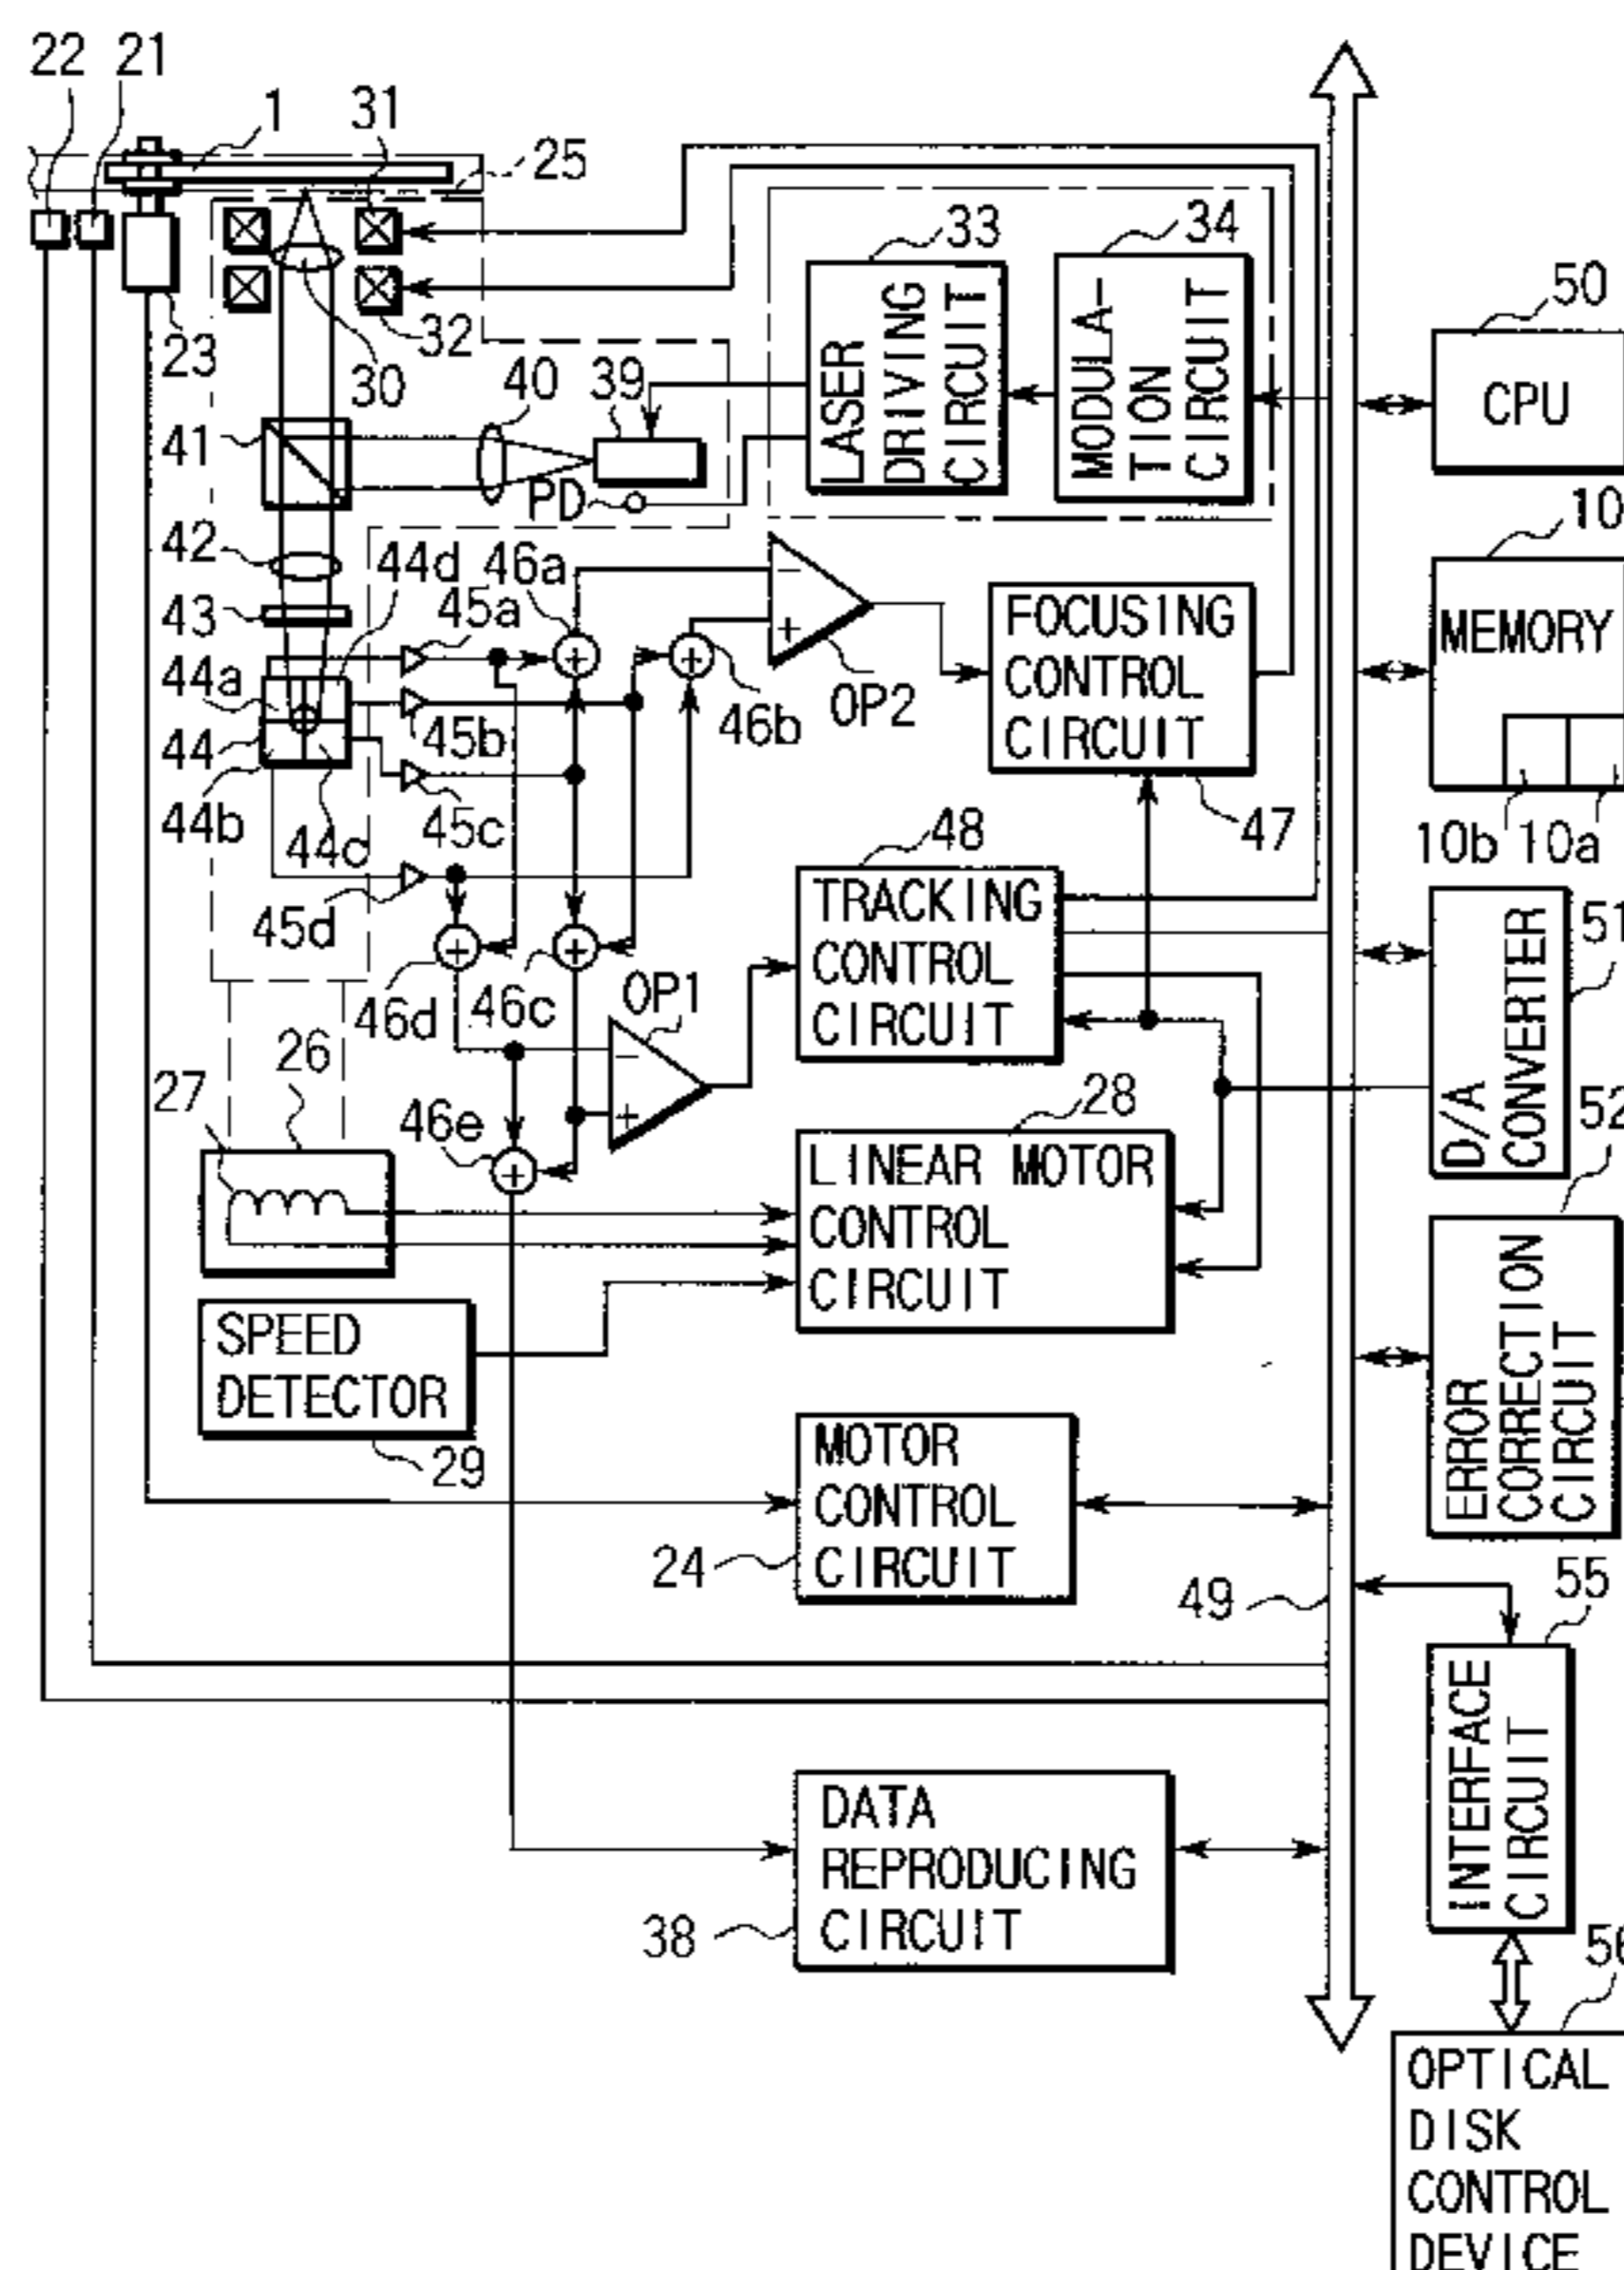 22 21
1 31
25
33 34
LASER
DRIVING
CIRCUIT
MODULA-
TION
CIRCUIT
50
CPU
23
32
30
40 39
41
PD
10
MEMORY
10b 10a
42
43
44d 46a
45a
44a
44
44b
44c
45b
45c
45d
46b
OP2
FOCUSING
CONTROL
CIRCUIT
47
48
TRACKING
CONTROL
CIRCUIT
46d 46c
OP1
51
D/A
CONVERTER
26
27
46e
28
LINEAR MOTOR
CONTROL
CIRCUIT
52
ERROR
CORRECTION
CIRCUIT
SPEED
DETECTOR
29
MOTOR
CONTROL
CIRCUIT
24
49
55
INTERFACE
CIRCUIT
DATA
REPRODUCING
CIRCUIT
38
56
OPTICAL
DISK
CONTROL
DEVICE